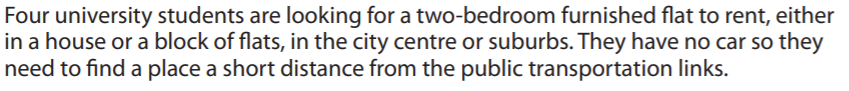 Four university students are looking for a two-bedroom furnished flat to rent, either
in a house or a block of flats, in the city centre or suburbs. They have no car so they
need to find a place a short distance from the public transportation links.